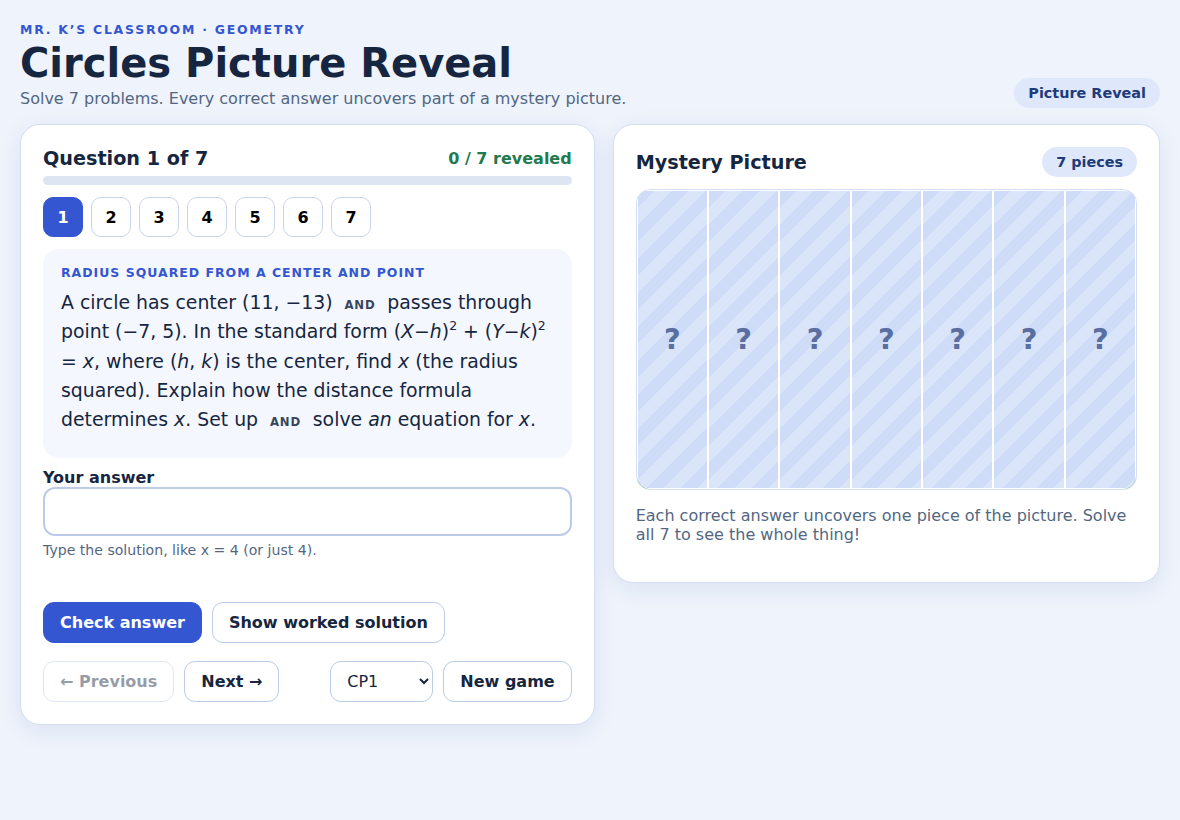 MR. K’S CLASSROOM · GEOMETRY
Circles Picture Reveal
Solve 7 problems. Every correct answer uncovers part of a mystery picture.
Picture Reveal
Question 1 of 7
0 / 7 revealed
1 2 3 4 5 6 7
RADIUS SQUARED FROM A CENTER AND POINT
A circle has center (11, −13) AND passes through
point (−7, 5). In the standard form (X−h)² + (Y−k)²
= x, where (h, k) is the center, find x (the radius
squared). Explain how the distance formula
determines x. Set up AND solve an equation for x.
Your answer
Type the solution, like x = 4 (or just 4).
Check answer
Show worked solution
← Previous
Next →
CP1
New game
Mystery Picture
7 pieces
? ? ? ? ? ? ?
Each correct answer uncovers one piece of the picture. Solve
all 7 to see the whole thing!